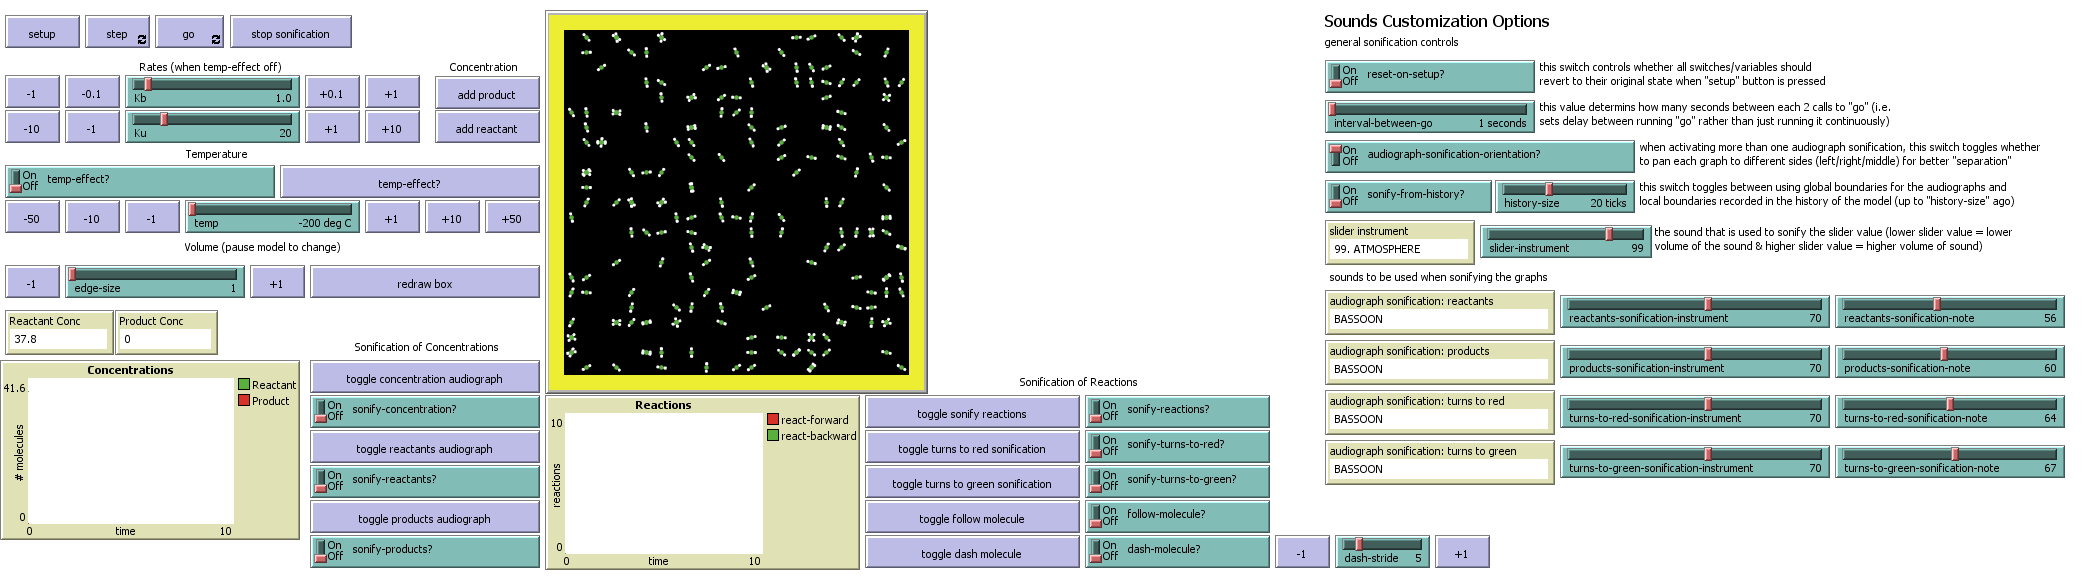 setup
step
go
stop sonification
Rates (when temp-effect off)
Concentration
-1
-0.1
Kb 1.0
+0.1
+1
add product
-10
-1
Ku 20
+1
+10
add reactant
Temperature
On
Off
temp-effect?
temp-effect?
-50
-10
-1
temp -200 deg C
+1
+10
+50
Volume (pause model to change)
-1
edge-size 1
+1
redraw box
Reactant Conc
37.8
Product Conc
0
Concentrations
41.6
0
# molecules
0
time
10
Reactant
Product
Sonification of Concentrations
toggle concentration audiograph
On
Off
sonify-concentration?
toggle reactants audiograph
On
Off
sonify-reactants?
toggle products audiograph
On
Off
sonify-products?
Reactions
10
0
reactions
0
time
10
react-forward
react-backward
Sonification of Reactions
toggle sonify reactions
On
Off
sonify-reactions?
toggle turns to red sonification
On
Off
sonify-turns-to-red?
toggle turns to green sonification
On
Off
sonify-turns-to-green?
toggle follow molecule
On
Off
follow-molecule?
toggle dash molecule
On
Off
dash-molecule?
-1
dash-stride 5
+1
Sounds Customization Options
general sonification controls
On
Off
reset-on-setup?
this switch controls whether all switches/variables should
revert to their original state when "setup" button is pressed
interval-between-go 1 seconds
this value determins how many seconds between each 2 calls to "go" (i.e.
sets delay between running "go" rather than just running it continuously)
On
Off
audiograph-sonification-orientation?
when activating more than one audiograph sonification, this switch toggles whether
to pan each graph to different sides (left/right/middle) for better "separation"
On
Off
sonify-from-history?
history-size 20 ticks
this switch toggles between using global boundaries for the audiographs and
local boundaries recorded in the history of the model (up to "history-size" ago)
slider instrument
99. ATMOSPHERE
slider-instrument 99
the sound that is used to sonify the slider value (lower slider value = lower
volume of the sound & higher slider value = higher volume of sound)
sounds to be used when sonifying the graphs
audiograph sonification: reactants
BASSOON
reactants-sonification-instrument 70
reactants-sonification-note 56
audiograph sonification: products
BASSOON
products-sonification-instrument 70
products-sonification-note 60
audiograph sonification: turns to red
BASSOON
turns-to-red-sonification-instrument 70
turns-to-red-sonification-note 64
audiograph sonification: turns to green
BASSOON
turns-to-green-sonification-instrument 70
turns-to-green-sonification-note 67